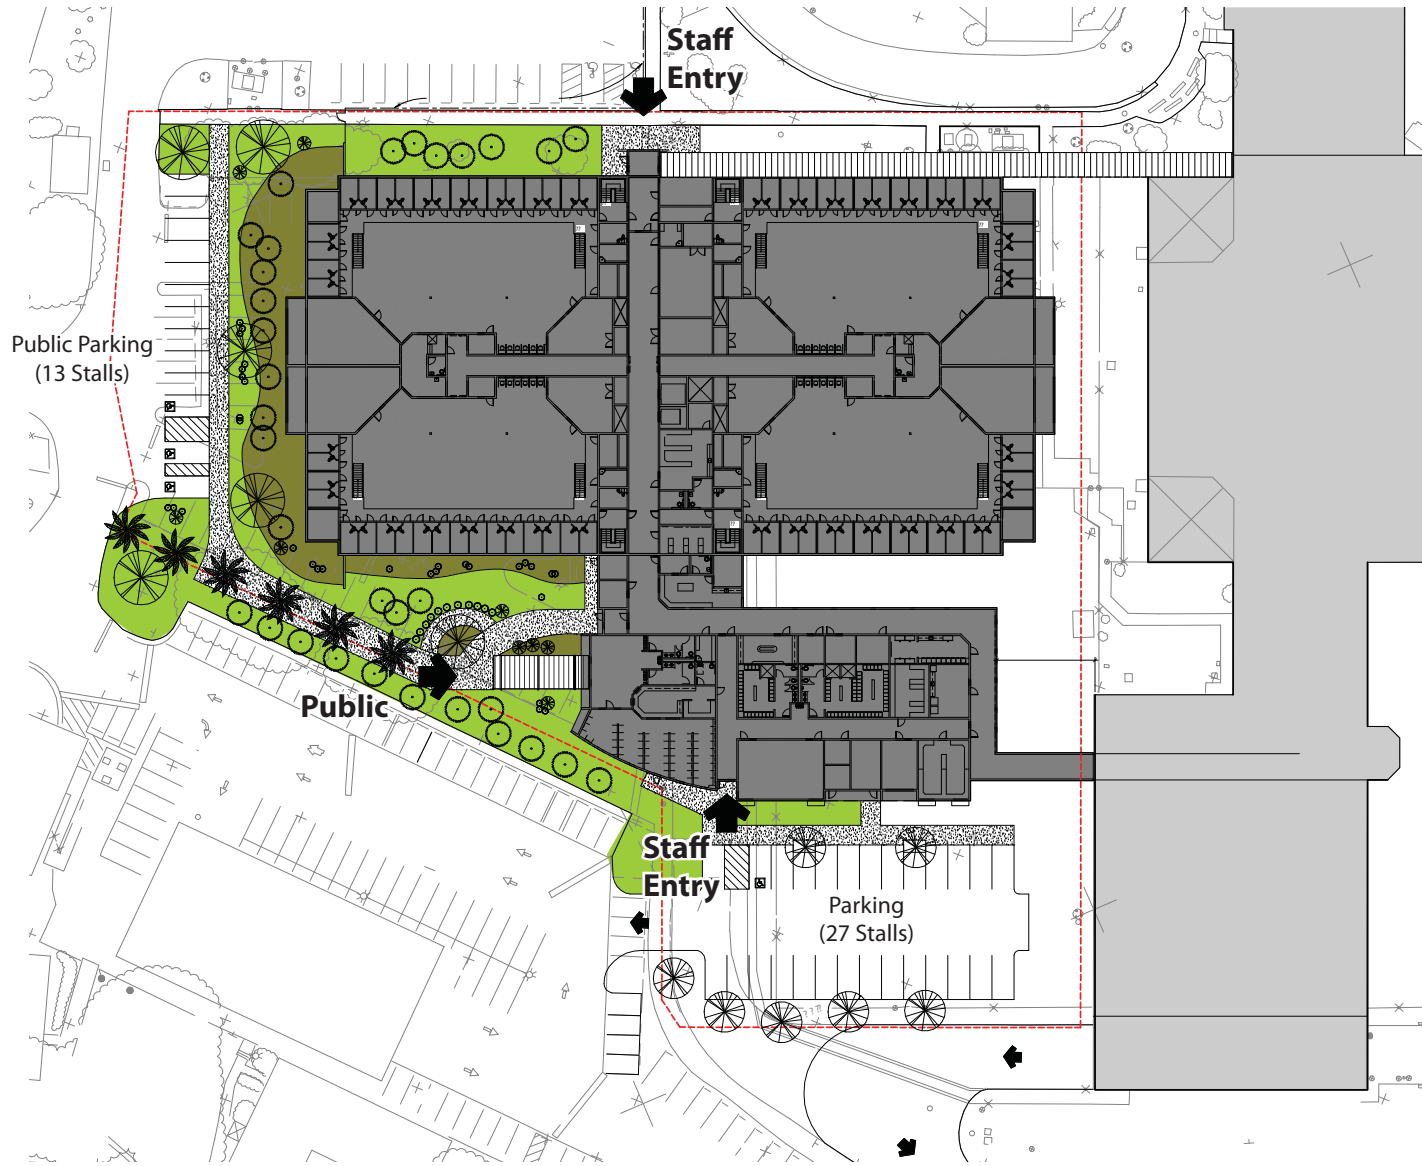 Staff
Entry
Public Parking
(13 Stalls)
Public
Staff
Entry
Parking
(27 Stalls)